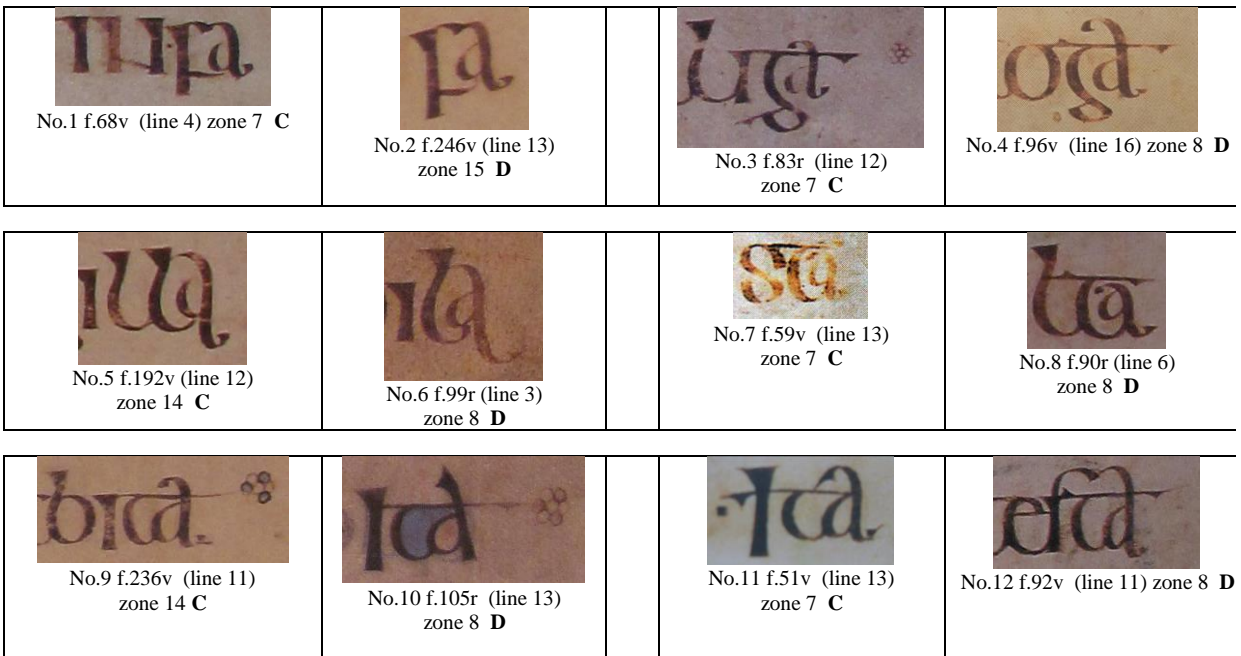 No.1 f.68v (line 4) zone 7 C
No.2 f.246v (line 13)
zone 15 D
No.3 f.83r (line 12)
zone 7 C
No.4 f.96v (line 16) zone 8 D
No.5 f.192v (line 12)
zone 14 C
No.6 f.99r (line 3)
zone 8 D
No.7 f.59v (line 13)
zone 7 C
No.8 f.90r (line 6)
zone 8 D
No.9 f.236v (line 11)
zone 14 C
No.10 f.105r (line 13)
zone 8 D
No.11 f.51v (line 13)
zone 7 C
No.12 f.92v (line 11) zone 8 D